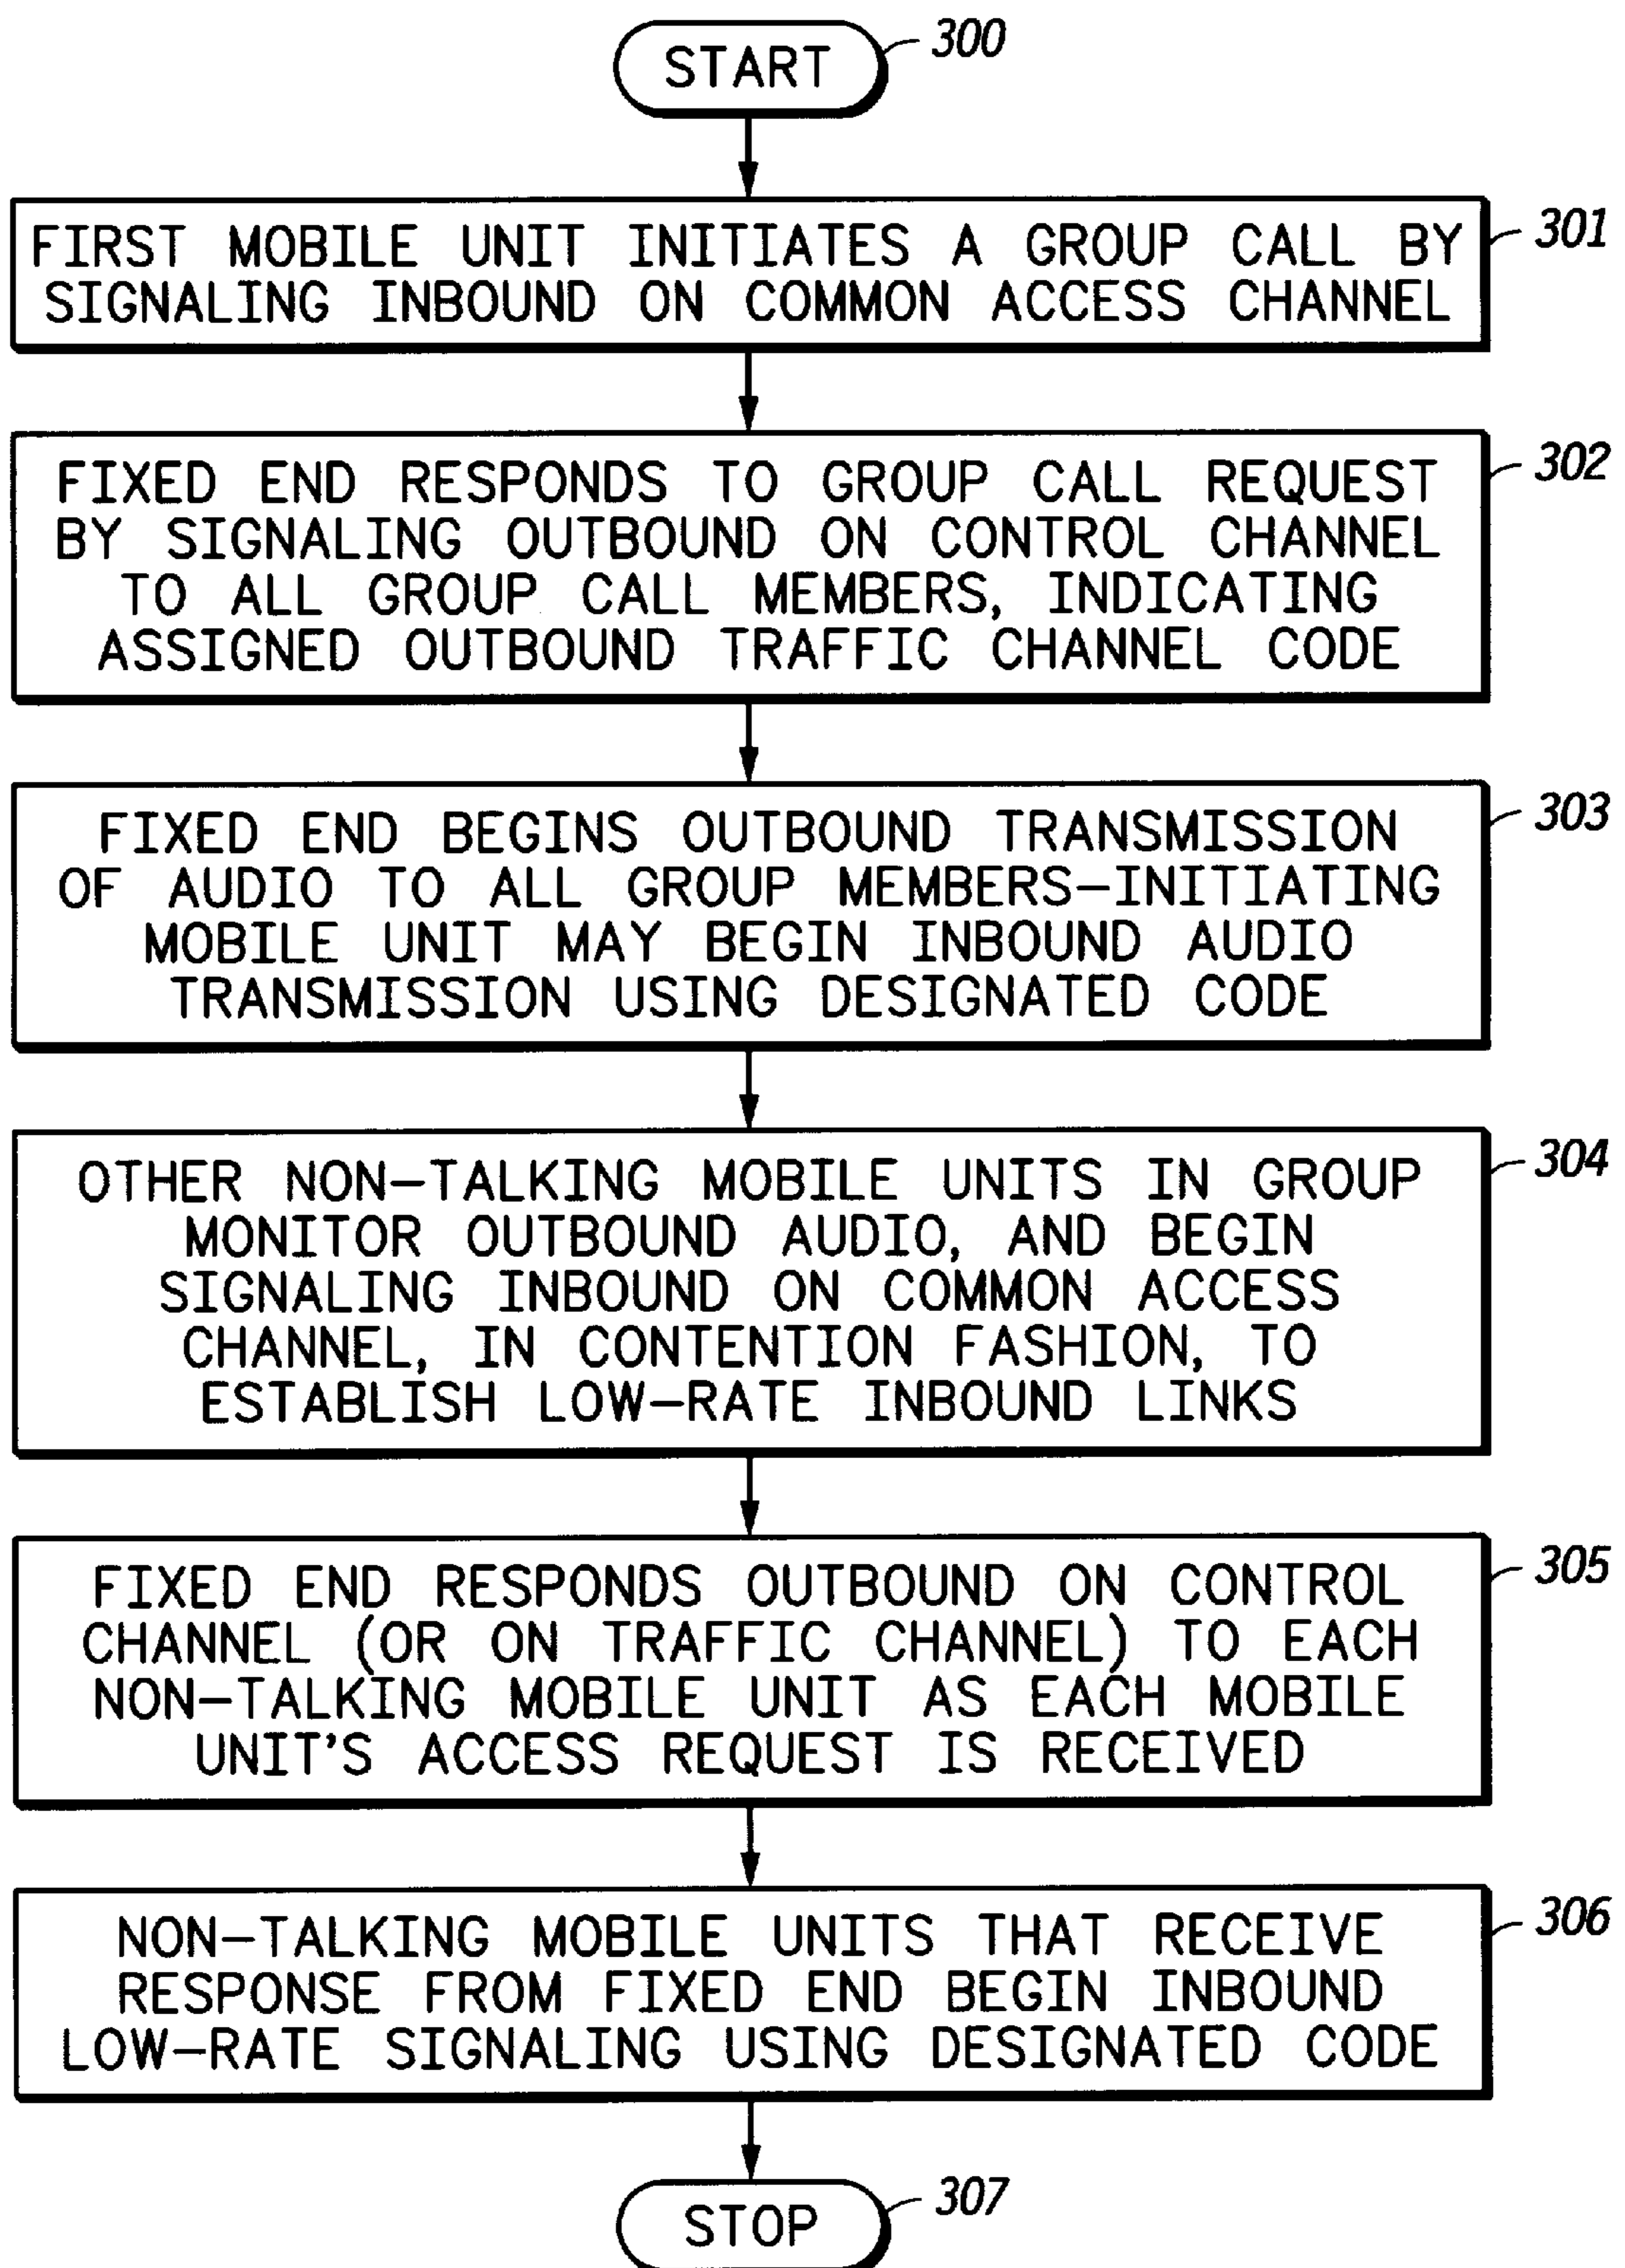 START
300
FIRST MOBILE UNIT INITIATES A GROUP CALL BY
SIGNALING INBOUND ON COMMON ACCESS CHANNEL
301
FIXED END RESPONDS TO GROUP CALL REQUEST
BY SIGNALING OUTBOUND ON CONTROL CHANNEL
TO ALL GROUP CALL MEMBERS, INDICATING
ASSIGNED OUTBOUND TRAFFIC CHANNEL CODE
302
FIXED END BEGINS OUTBOUND TRANSMISSION
OF AUDIO TO ALL GROUP MEMBERS–INITIATING
MOBILE UNIT MAY BEGIN INBOUND AUDIO
TRANSMISSION USING DESIGNATED CODE
303
OTHER NON–TALKING MOBILE UNITS IN GROUP
MONITOR OUTBOUND AUDIO, AND BEGIN
SIGNALING INBOUND ON COMMON ACCESS
CHANNEL, IN CONTENTION FASHION, TO
ESTABLISH LOW–RATE INBOUND LINKS
304
FIXED END RESPONDS OUTBOUND ON CONTROL
CHANNEL (OR ON TRAFFIC CHANNEL) TO EACH
NON–TALKING MOBILE UNIT AS EACH MOBILE
UNIT'S ACCESS REQUEST IS RECEIVED
305
NON–TALKING MOBILE UNITS THAT RECEIVE
RESPONSE FROM FIXED END BEGIN INBOUND
LOW–RATE SIGNALING USING DESIGNATED CODE
306
STOP
307